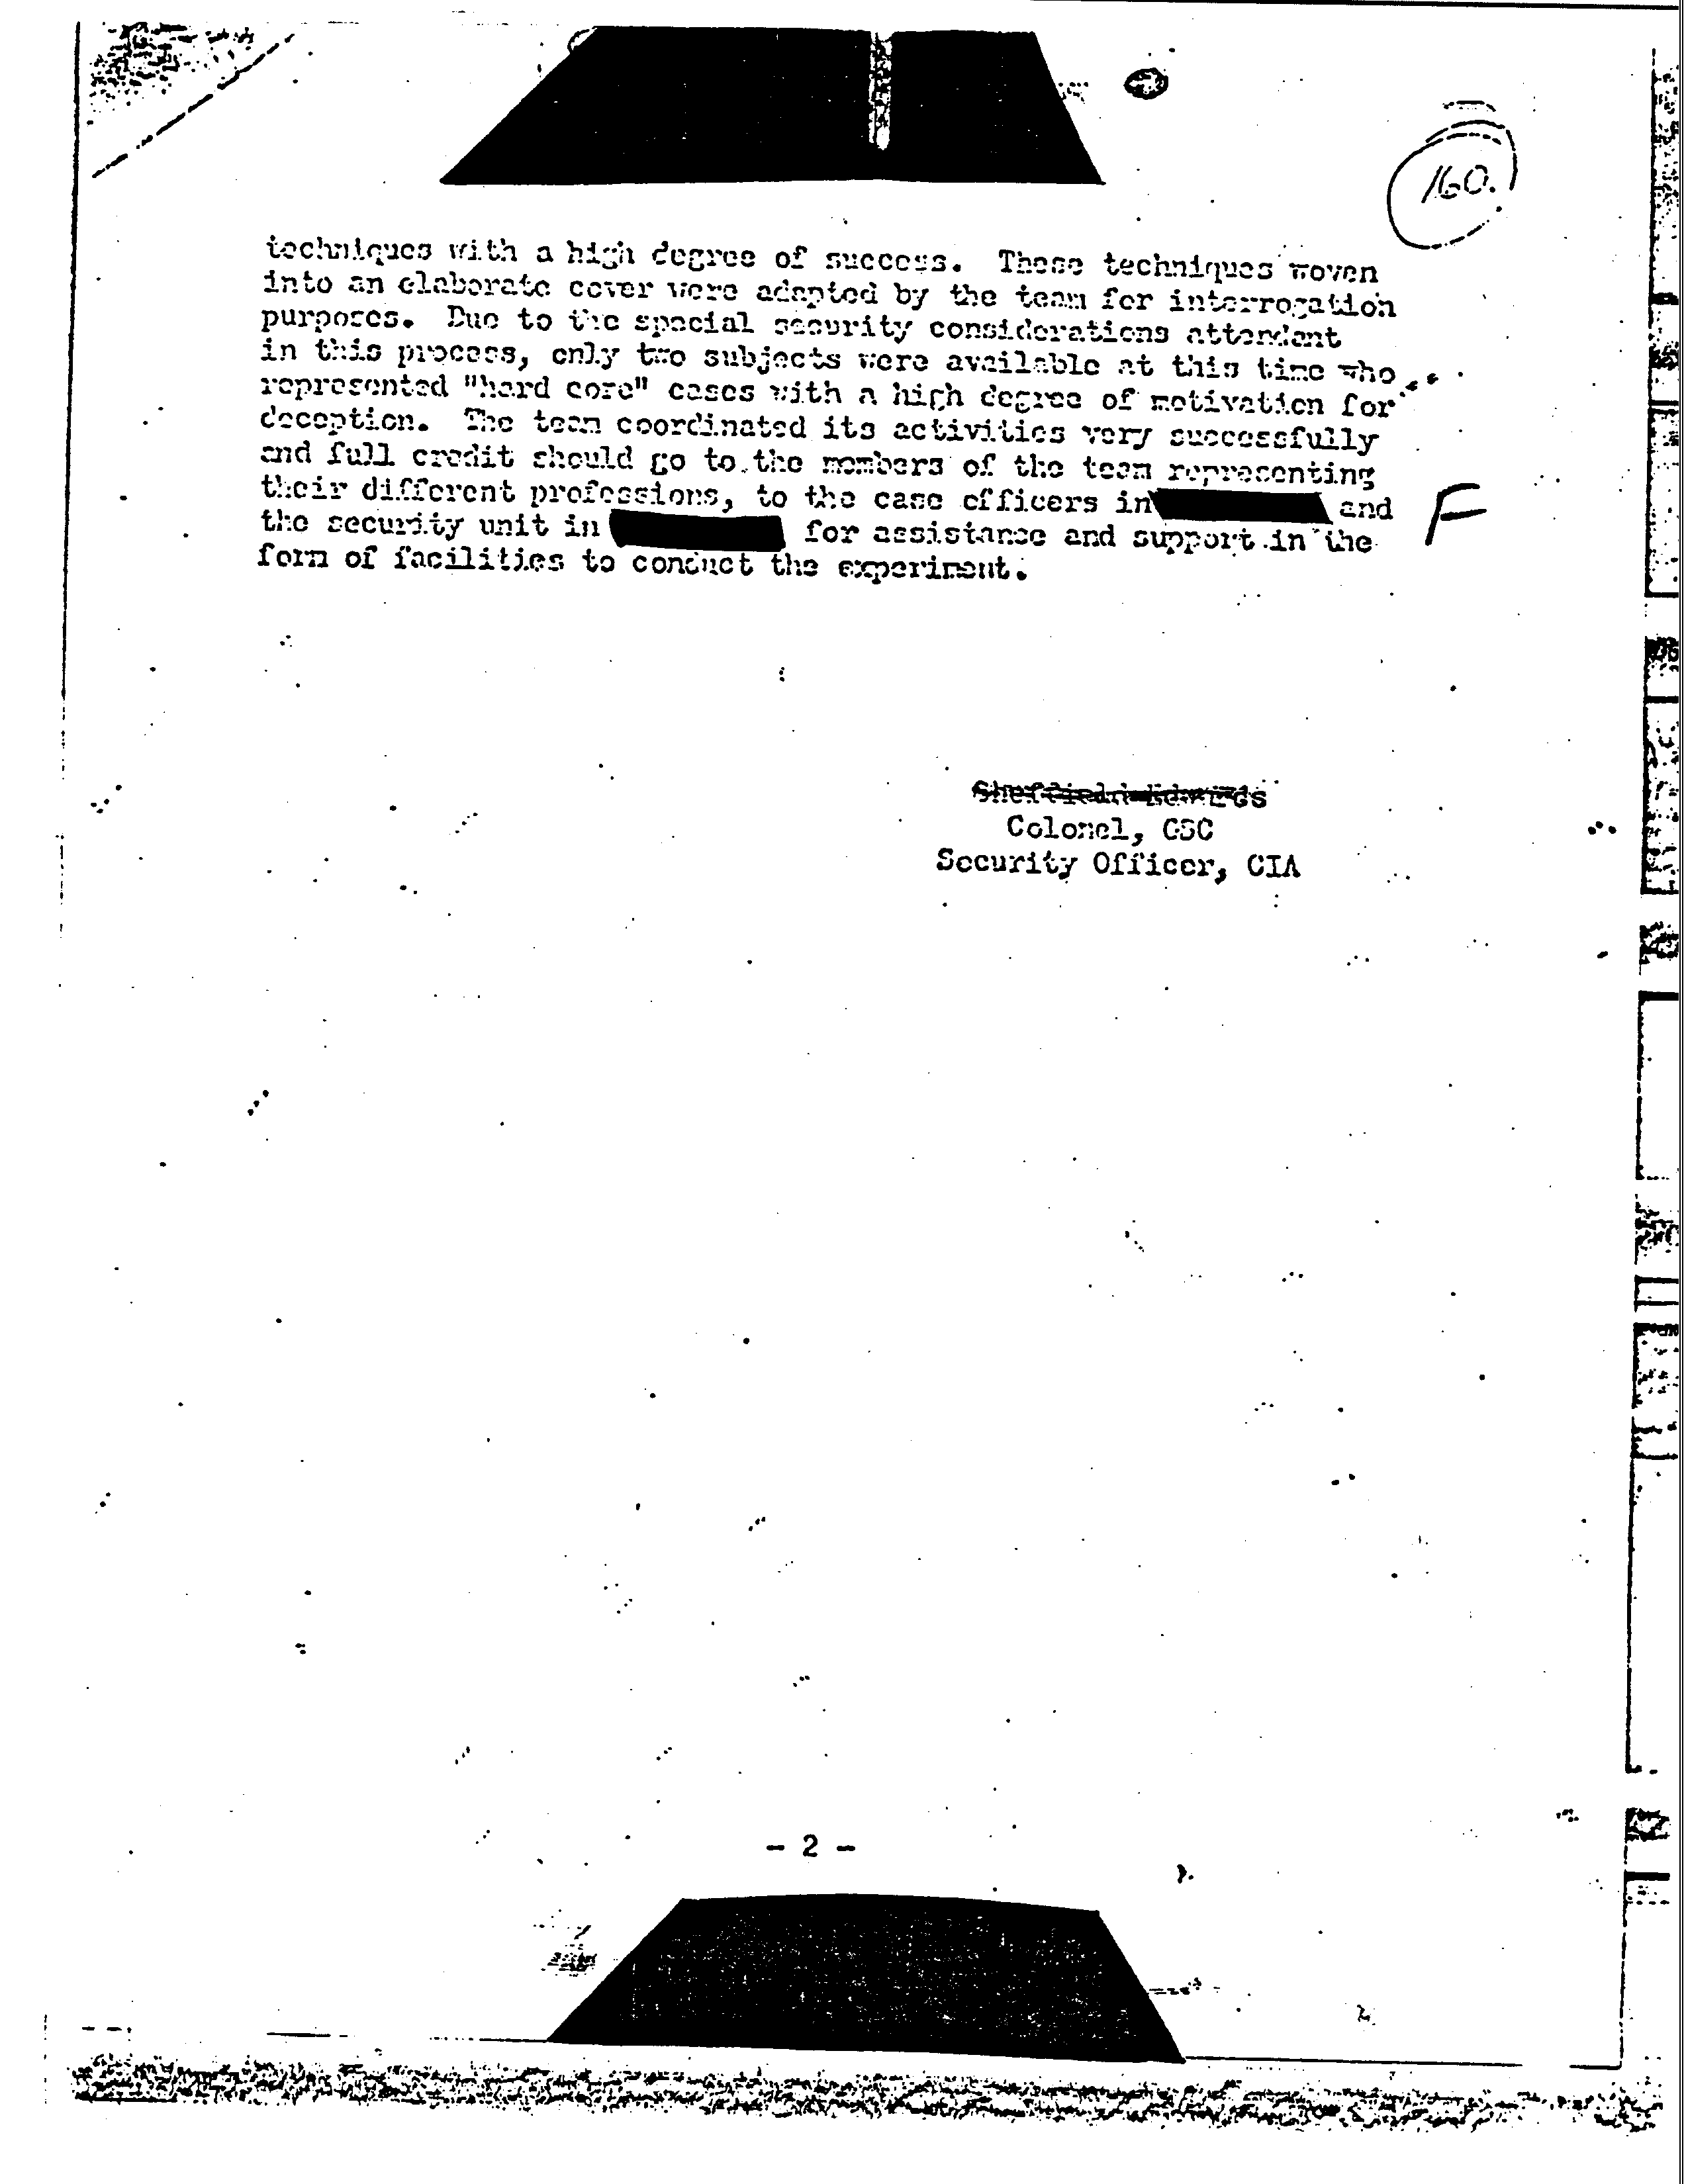 160.
techniques with a high degree of success. These techniques woven
into an elaborate cover were adapted by the team for interrogation
purposes. Due to the special security considerations attendant
in this process, only two subjects were available at this time who
represented "hard core" cases with a high degree of motivation for
deception. The team coordinated its activities very successfully
and full credit should go to the members of the team representing
their different professions, to the case officers in and
the security unit in for assistance and support in the
form of facilities to conduct the experiment.
F
Sheffield Edwards
Colonel, GSC
Security Officer, CIA
- 2 -